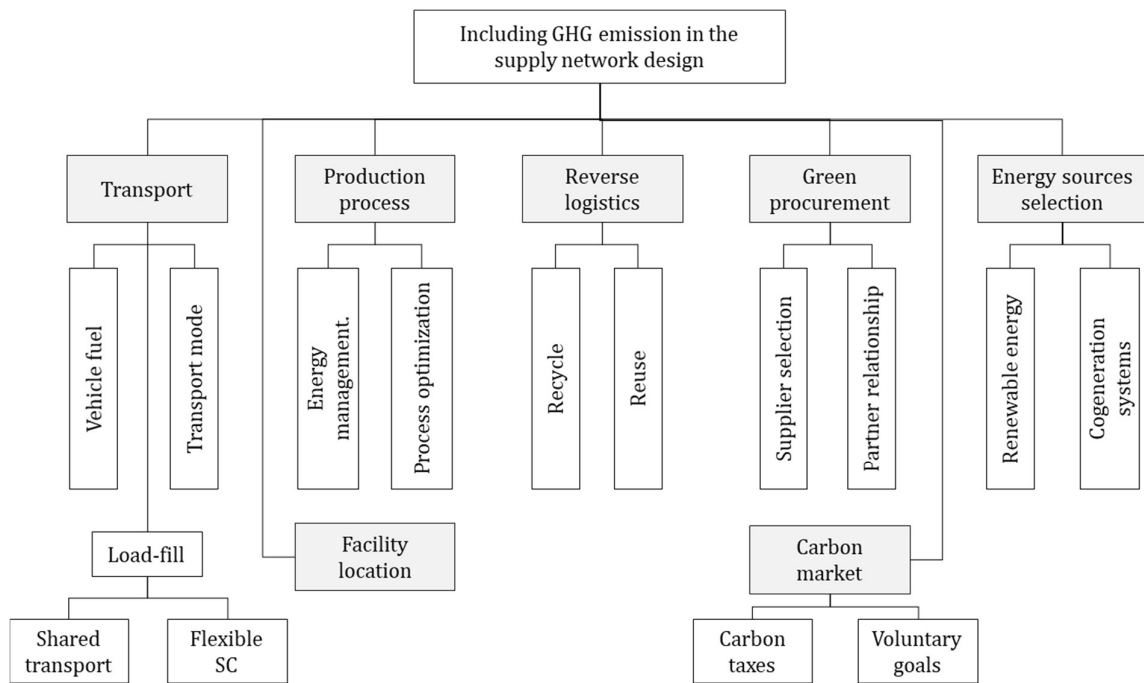 Including GHG emission in the
supply network design
Transport
Production
process
Reverse
logistics
Green
procurement
Energy sources
selection
Vehicle fuel
Transport mode
Energy
management.
Process optimization
Recycle
Reuse
Supplier selection
Partner relationship
Renewable energy
Cogeneration
systems
Load-fill
Facility
location
Carbon
market
Shared
transport
Flexible
SC
Carbon
taxes
Voluntary
goals